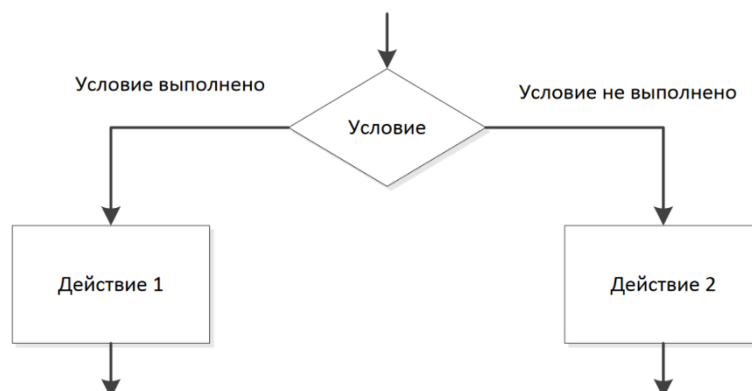 Условие выполнено
Условие не выполнено
Условие
Действие 1
Действие 2